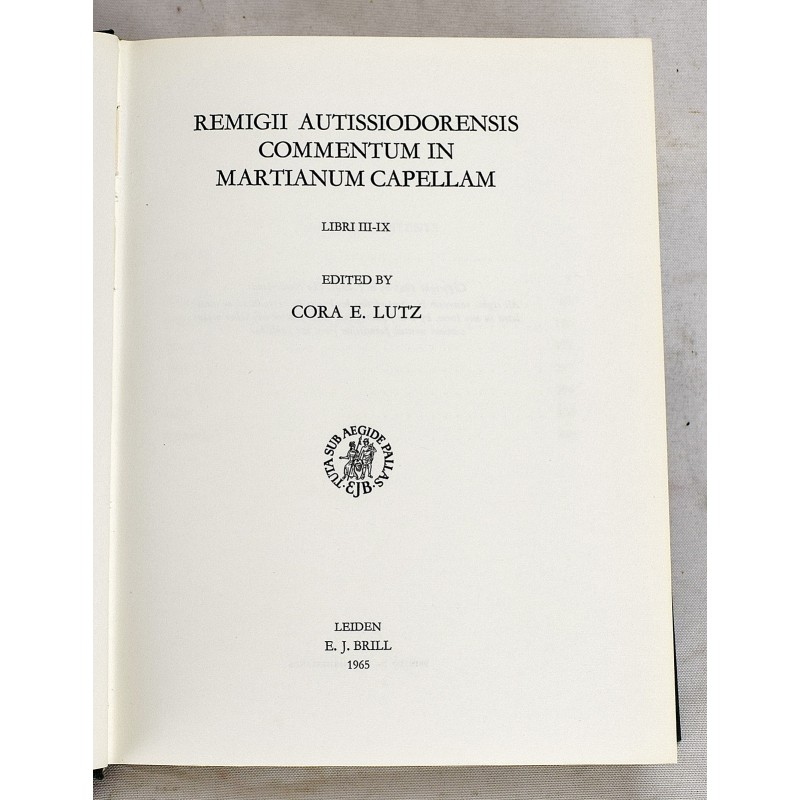 REMIGII AUTISSIODORENSIS
COMMENTUM IN
MARTIANUM CAPELLAM
LIBRI III-IX
EDITED BY
CORA E. LUTZ
TUTA SUB AEGIDE PALLAS
·EJB·
LEIDEN
E. J. BRILL
1965